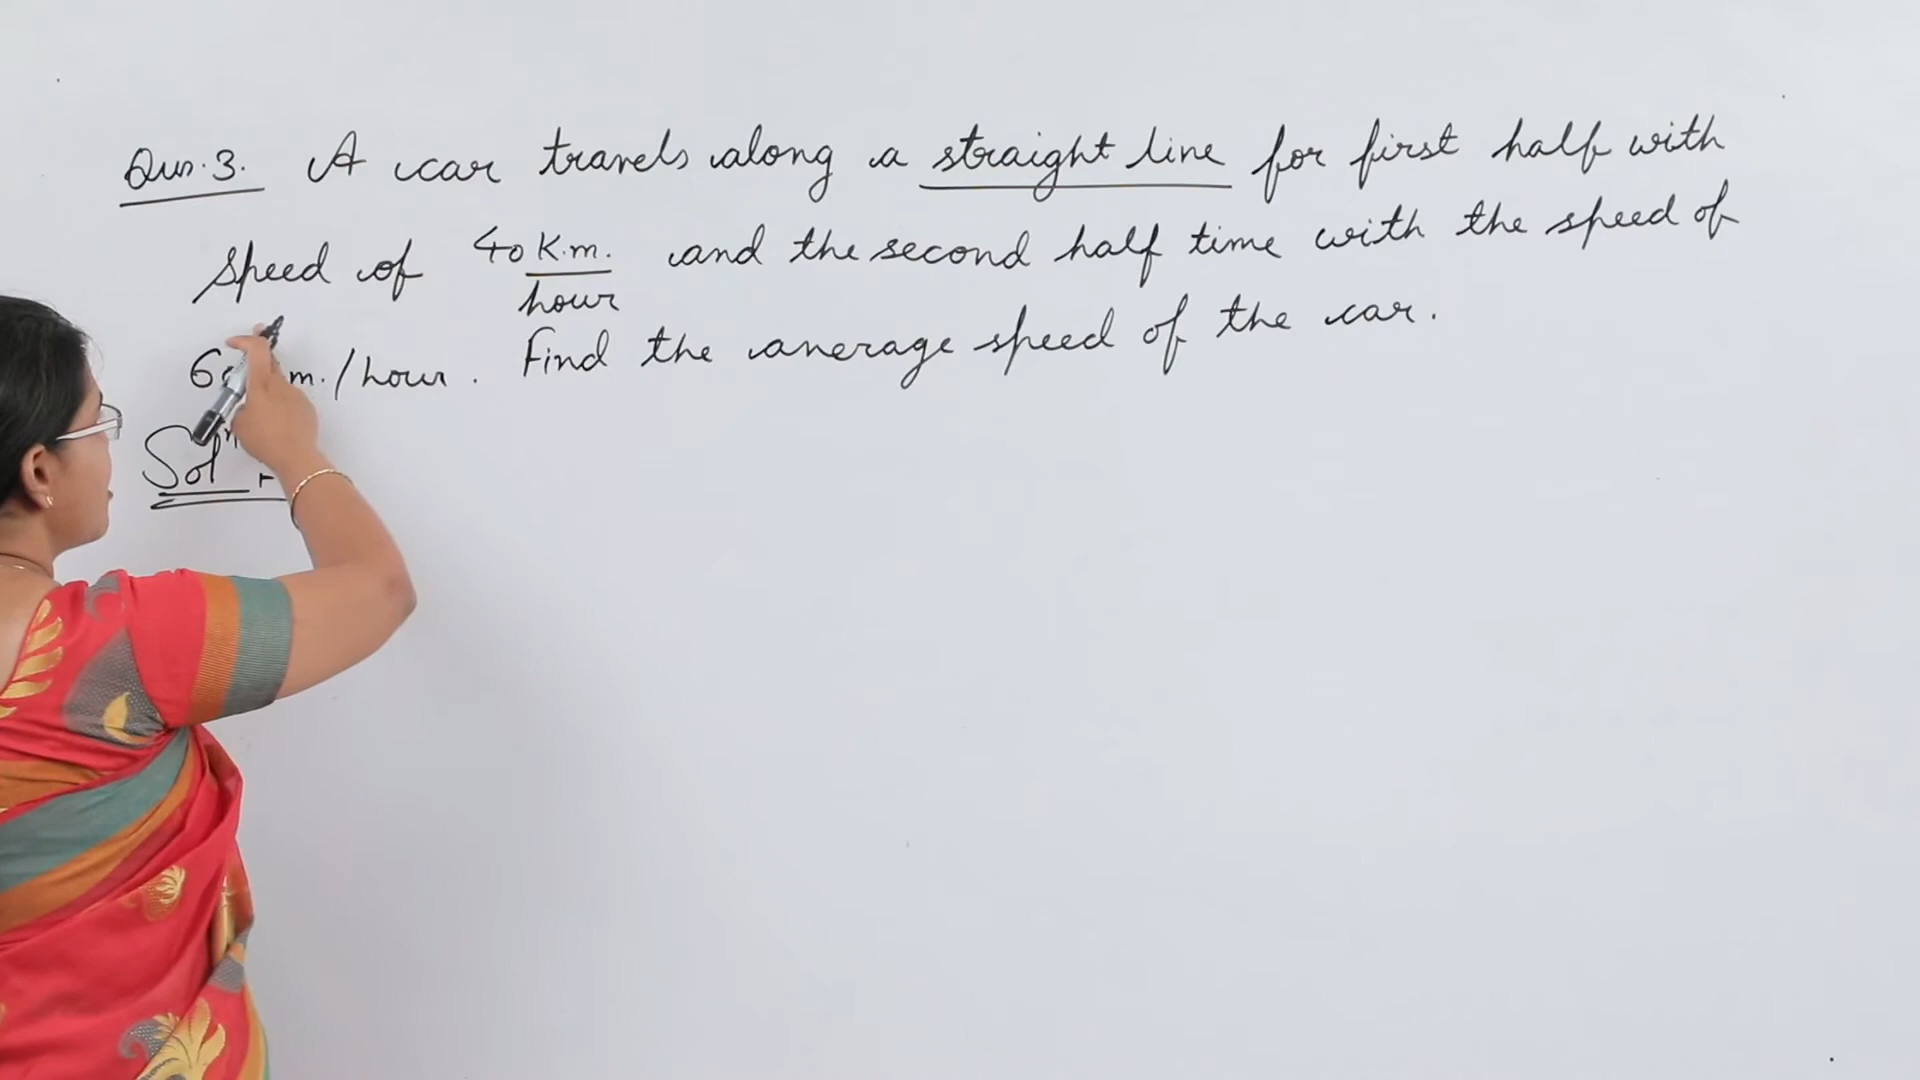 Qus.3. A car travels along a straight line for first half with
speed of 40 K.m./hour and the second half time with the speed of
m./hour. Find the average speed of the car.
Solⁿ